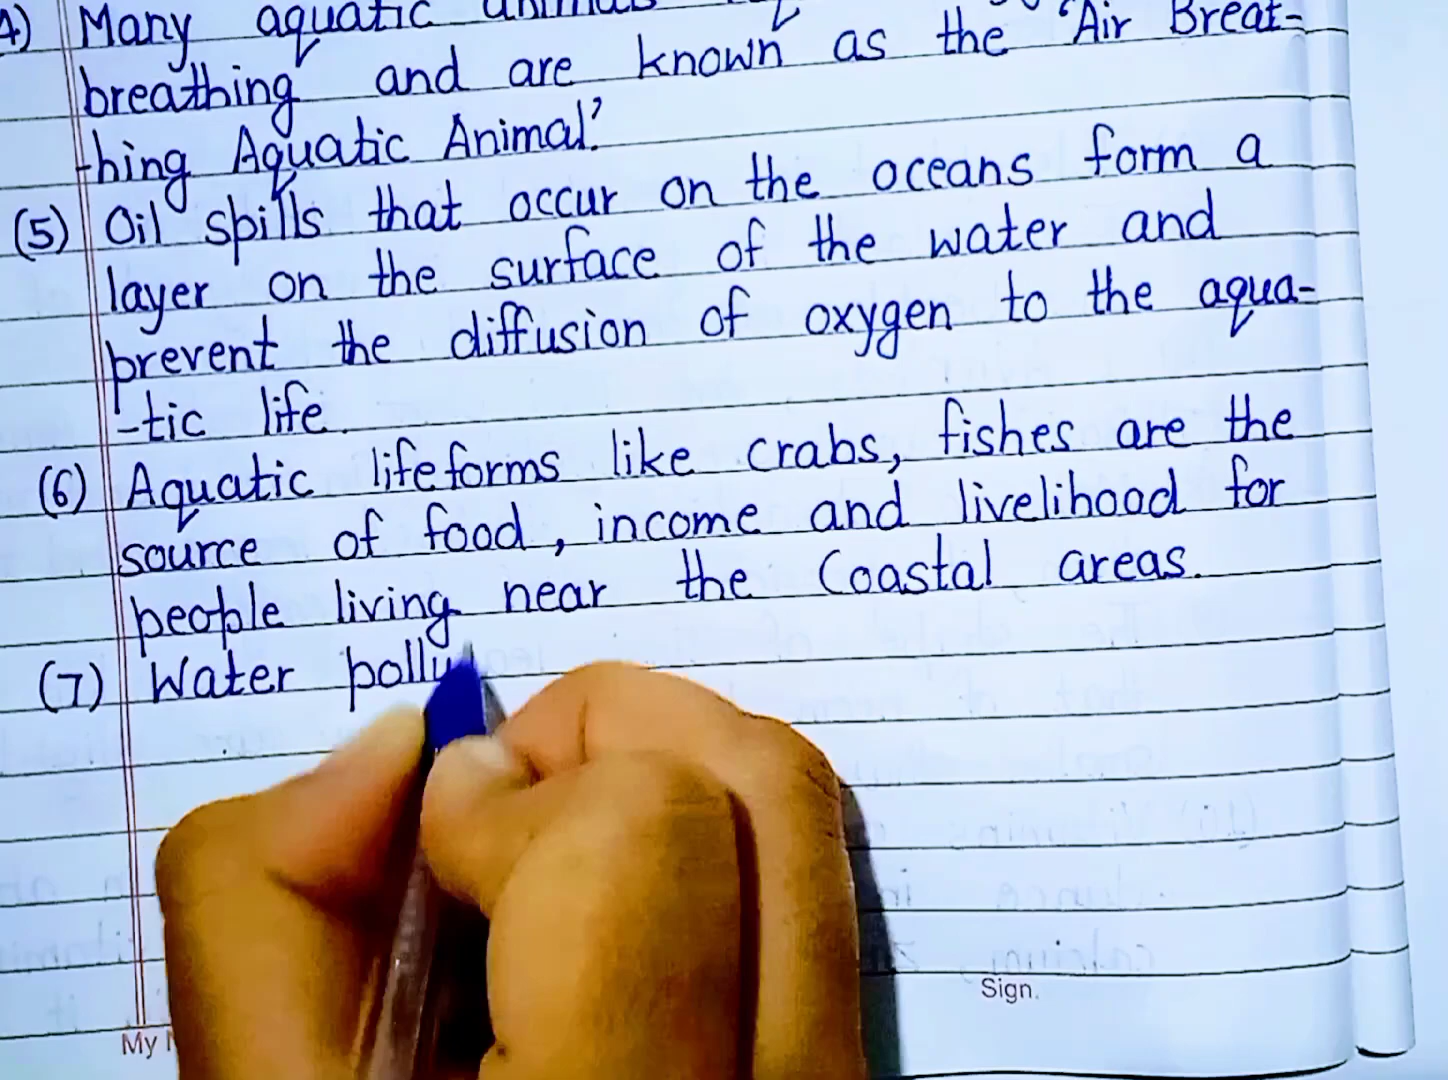 4) Many aquatic animals
breathing and are known as the 'Air Breat-
-hing Aquatic Animal'.
(5) Oil spills that occur on the oceans form a
layer on the surface of the water and
prevent the diffusion of oxygen to the aqua-
-tic life.
(6) Aquatic lifeforms like crabs, fishes are the
source of food, income and livelihood for
people living near the Coastal areas.
(7) Water pollu
Sign.
My